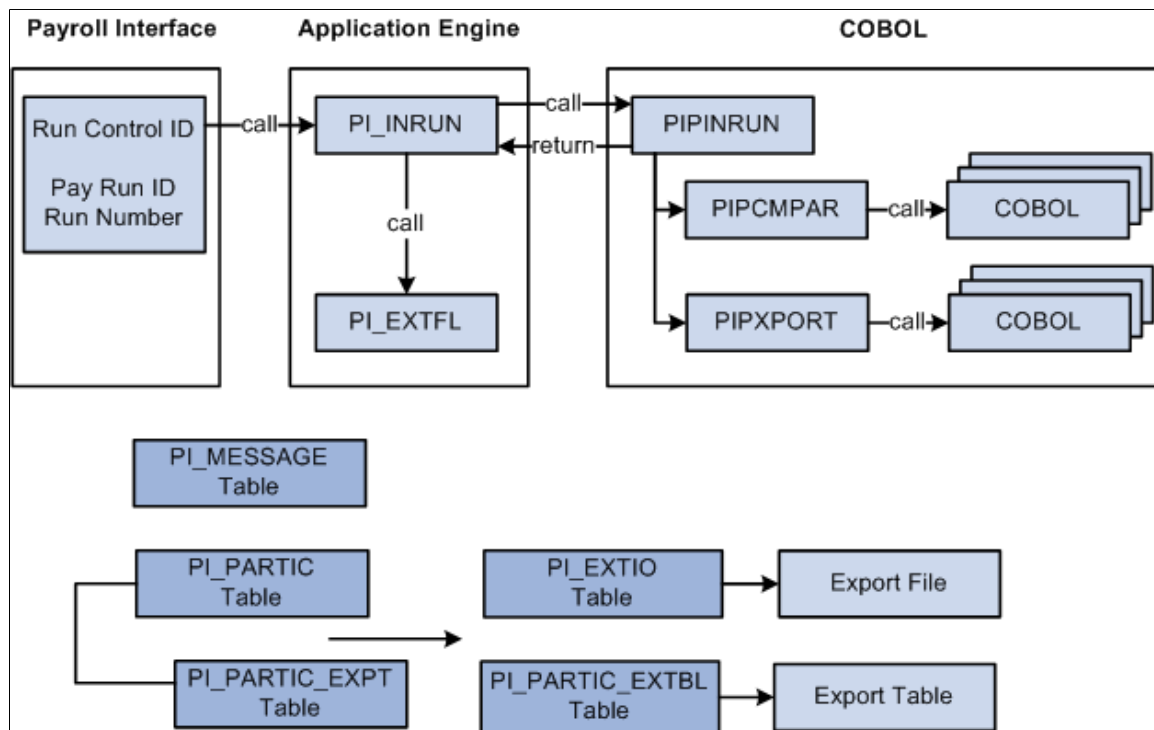 Payroll Interface
Application Engine
COBOL
Run Control ID
Pay Run ID
Run Number
call
PI_INRUN
call
return
PIPINRUN
call
PIPCMPAR
call
COBOL
PI_EXTFL
PIPXPORT
call
COBOL
PI_MESSAGE
Table
PI_PARTIC
Table
PI_EXTIO
Table
Export File
PI_PARTIC_EXPT
Table
PI_PARTIC_EXTBL
Table
Export Table